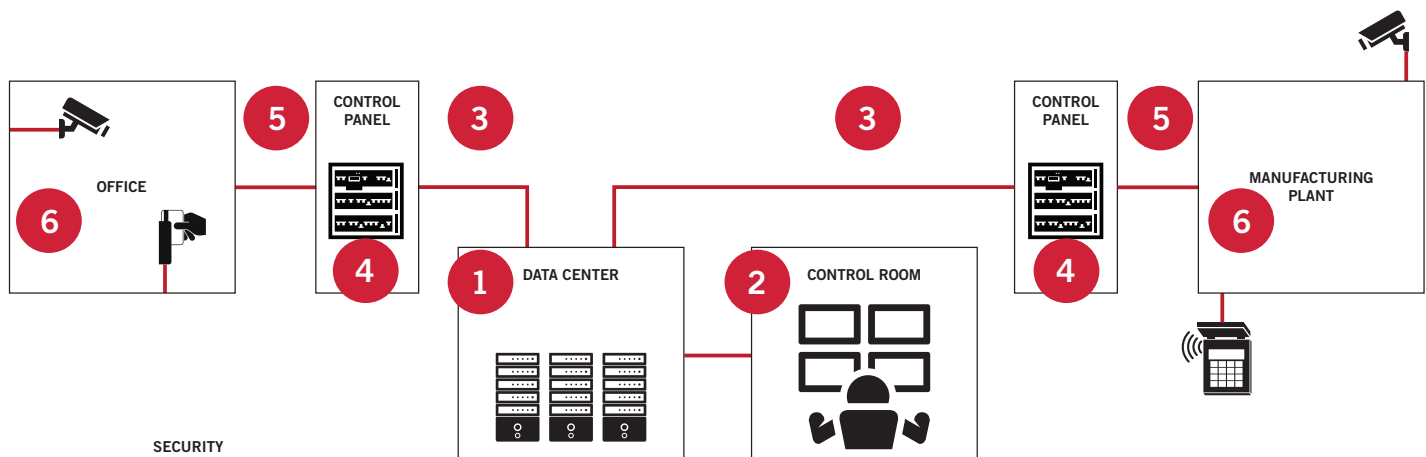 CONTROL
PANEL
5
3
3
CONTROL
PANEL
5
OFFICE
6
MANUFACTURING
PLANT
6
4
4
1
DATA CENTER
2
CONTROL ROOM
SECURITY